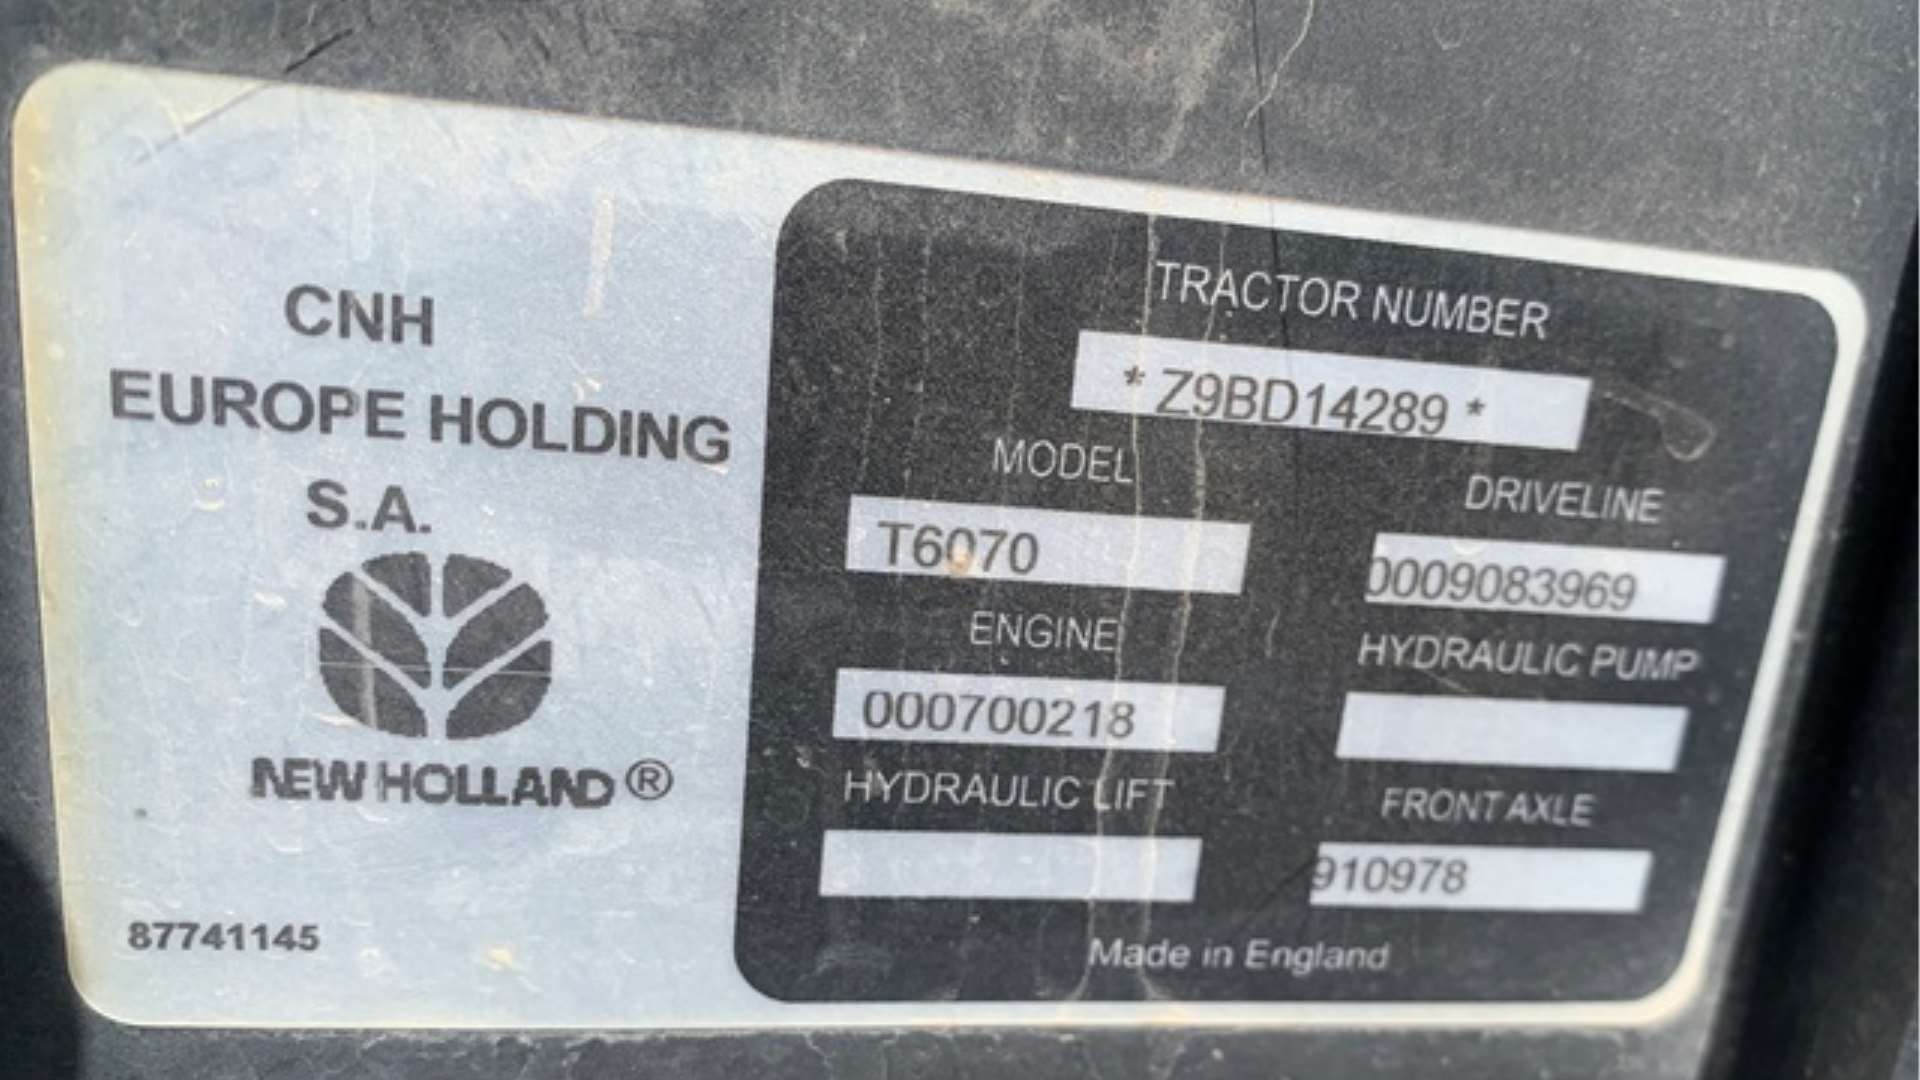 CNH
EUROPE HOLDING
S.A.
NEW HOLLAND ®
87741145
TRACTOR NUMBER
* Z9BD14289 *
MODEL
T6070
DRIVELINE
0009083969
ENGINE
000700218
HYDRAULIC PUMP
HYDRAULIC LIFT
FRONT AXLE
910978
Made in England